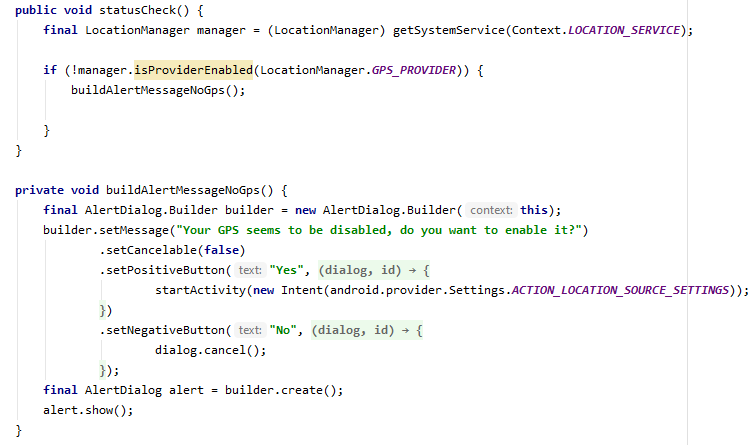 public void statusCheck() {
    final LocationManager manager = (LocationManager) getSystemService(Context.LOCATION_SERVICE);
    if (!manager.isProviderEnabled(LocationManager.GPS_PROVIDER)) {
        buildAlertMessageNoGps();
    }
}
private void buildAlertMessageNoGps() {
    final AlertDialog.Builder builder = new AlertDialog.Builder( context: this);
    builder.setMessage("Your GPS seems to be disabled, do you want to enable it?")
            .setCancelable(false)
            .setPositiveButton( text: "Yes", (dialog, id) → {
                    startActivity(new Intent(android.provider.Settings.ACTION_LOCATION_SOURCE_SETTINGS));
            })
            .setNegativeButton( text: "No", (dialog, id) → {
                    dialog.cancel();
            });
    final AlertDialog alert = builder.create();
    alert.show();
}